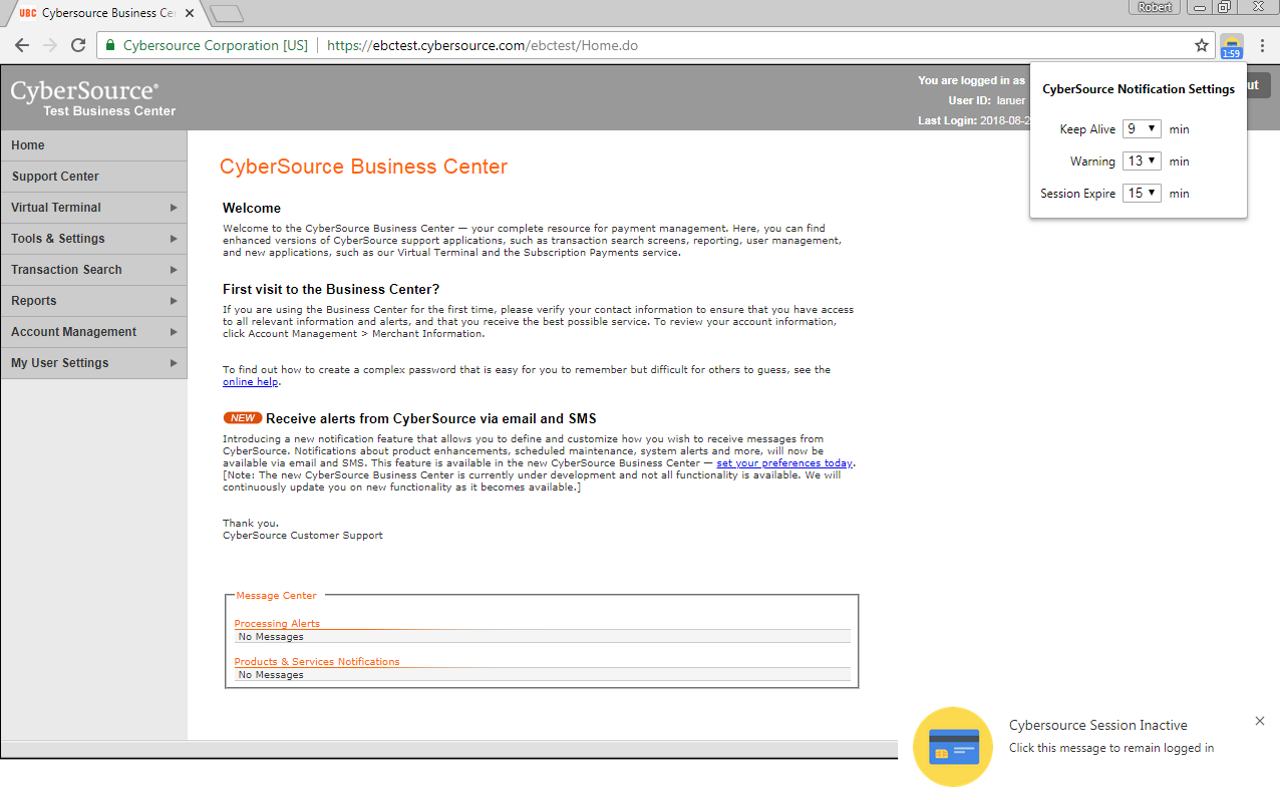 UBC Cybersource Business Ce
Robert
Cybersource Corporation [US] https://ebctest.cybersource.com/ebctest/Home.do
1:59
CyberSource®
Test Business Center
You are logged in as
User ID: laruer
Last Login: 2018-08-2
ut
CyberSource Notification Settings
Keep Alive 9 min
Warning 13 min
Session Expire 15 min
Home
Support Center
Virtual Terminal
Tools & Settings
Transaction Search
Reports
Account Management
My User Settings
CyberSource Business Center
Welcome
Welcome to the CyberSource Business Center — your complete resource for payment management. Here, you can find
enhanced versions of CyberSource support applications, such as transaction search screens, reporting, user management,
and new applications, such as our Virtual Terminal and the Subscription Payments service.
First visit to the Business Center?
If you are using the Business Center for the first time, please verify your contact information to ensure that you have access
to all relevant information and alerts, and that you receive the best possible service. To review your account information,
click Account Management > Merchant Information.
To find out how to create a complex password that is easy for you to remember but difficult for others to guess, see the
online help.
NEW Receive alerts from CyberSource via email and SMS
Introducing a new notification feature that allows you to define and customize how you wish to receive messages from
CyberSource. Notifications about product enhancements, scheduled maintenance, system alerts and more, will now be
available via email and SMS. This feature is available in the new CyberSource Business Center — set your preferences today.
[Note: The new CyberSource Business Center is currently under development and not all functionality is available. We will
continuously update you on new functionality as it becomes available.]
Thank you.
CyberSource Customer Support
Message Center
Processing Alerts
No Messages
Products & Services Notifications
No Messages
Cybersource Session Inactive
Click this message to remain logged in